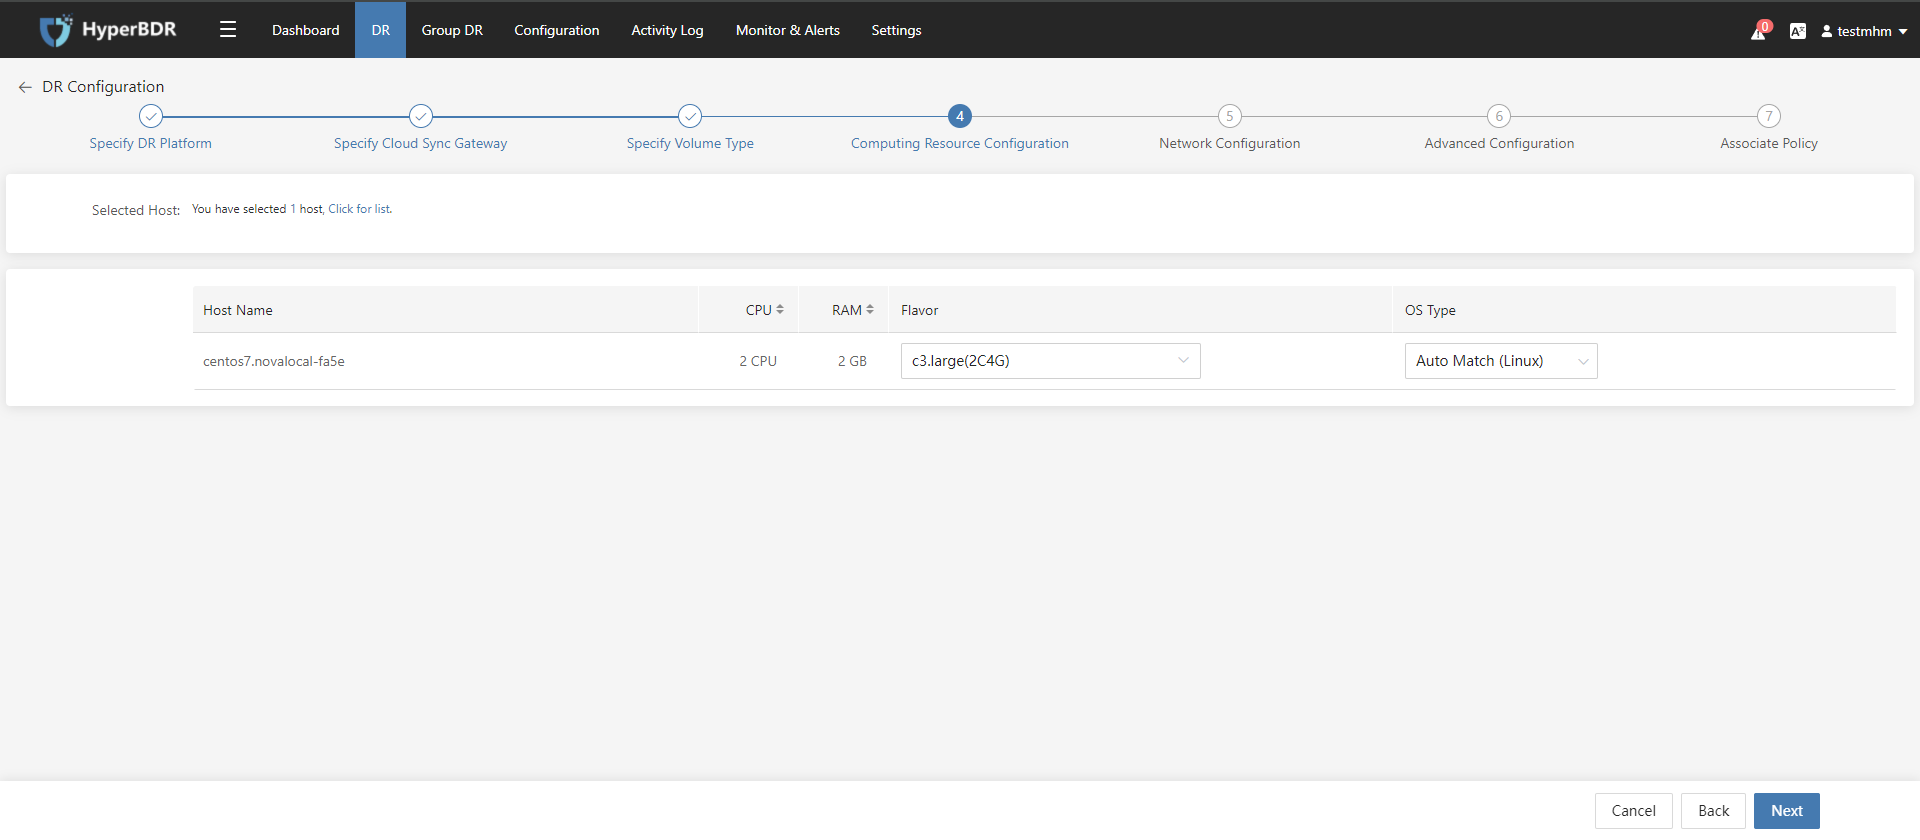 HyperBDR
Dashboard
DR
Group DR
Configuration
Activity Log
Monitor & Alerts
Settings
0
testmhm
DR Configuration
4
5
6
7
Specify DR Platform
Specify Cloud Sync Gateway
Specify Volume Type
Computing Resource Configuration
Network Configuration
Advanced Configuration
Associate Policy
Selected Host: You have selected 1 host, Click for list.
Host Name
CPU
RAM
Flavor
OS Type
centos7.novalocal-fa5e
2 CPU
2 GB
c3.large(2C4G)
Auto Match (Linux)
Cancel
Back
Next